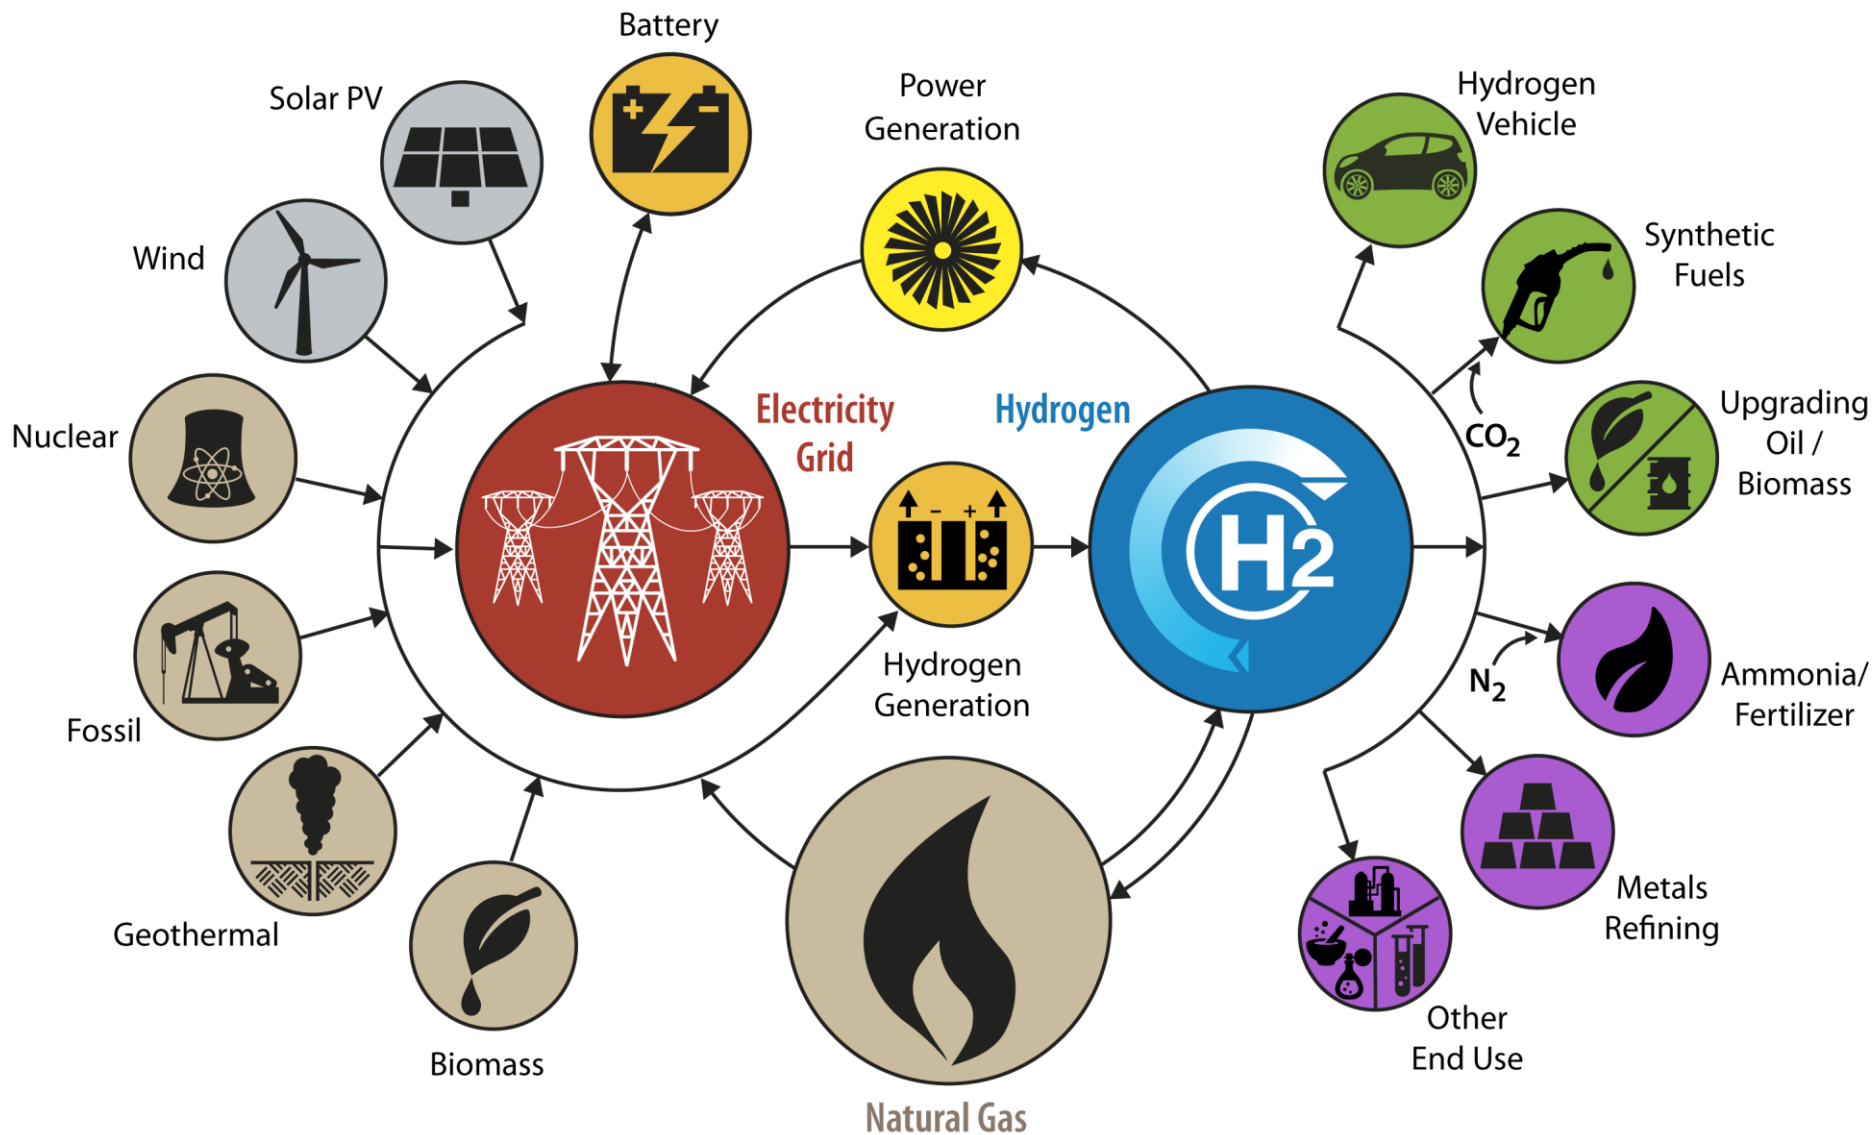 Battery
Solar PV
Power
Generation
Hydrogen
Vehicle
Wind
Synthetic
Fuels
Nuclear
Electricity
Grid
Hydrogen
CO2
Upgrading
Oil /
Biomass
+
–
– +
H2
Hydrogen
Generation
N2
Ammonia/
Fertilizer
Fossil
Geothermal
Metals
Refining
Biomass
Other
End Use
Natural Gas